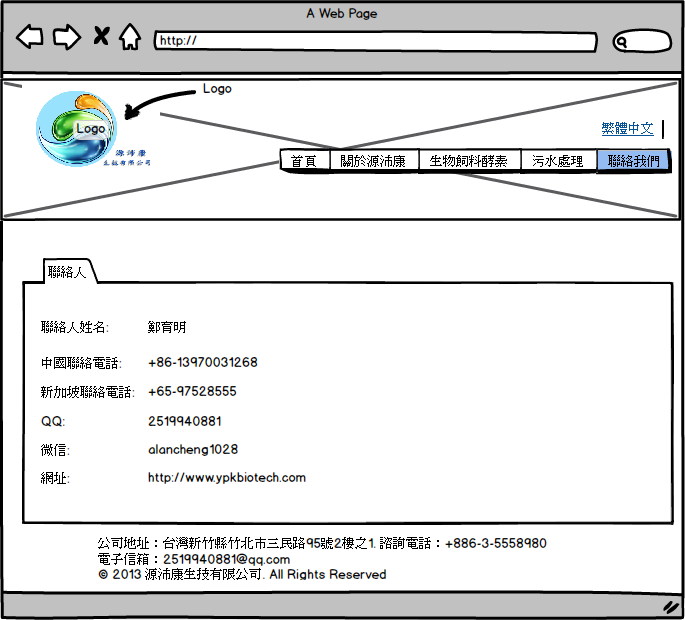 A Web Page
http://
Logo
Logo
源沛康
生技有限公司
繁體中文
首頁 關於源沛康 生物飼料酵素 污水處理 聯絡我們
聯絡人
聯絡人姓名: 鄭育明
中國聯絡電話: +86-13970031268
新加坡聯絡電話: +65-97528555
QQ: 2519940881
微信: alancheng1028
網址: http://www.ypkbiotech.com
公司地址：台灣新竹縣竹北市三民路95號2樓之1. 諮詢電話：+886-3-5558980
電子信箱：2519940881@qq.com
© 2013 源沛康生技有限公司. All Rights Reserved